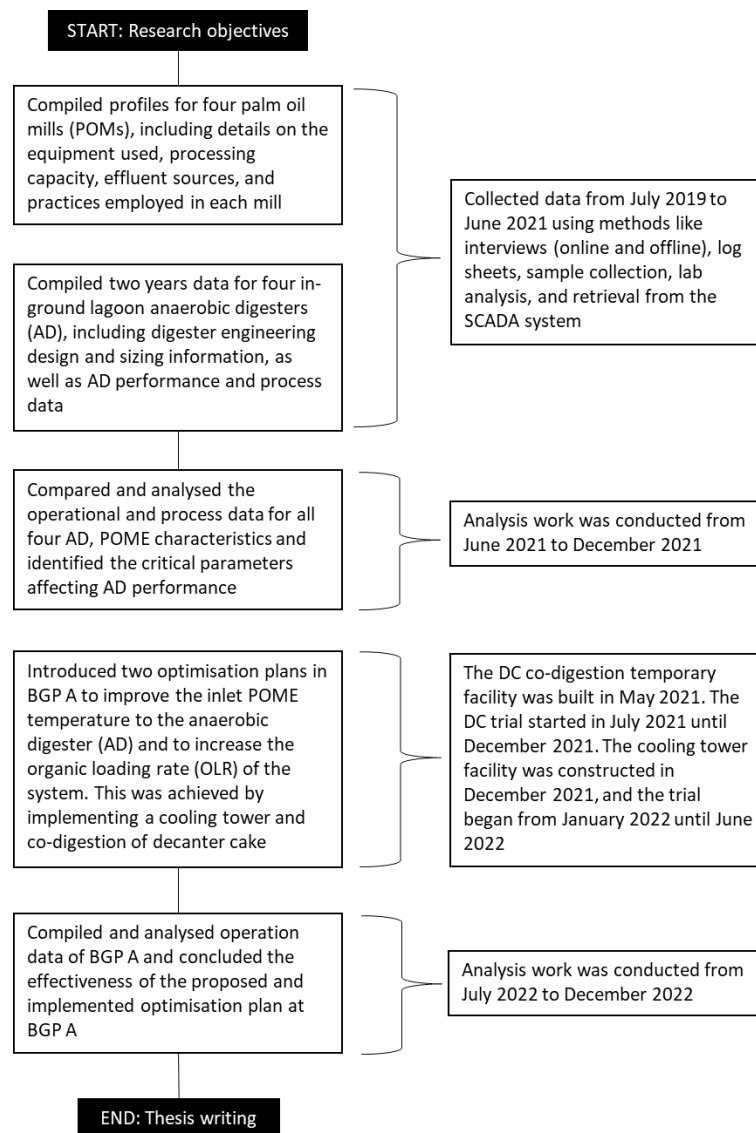 START: Research objectives
Compiled profiles for four palm oil
mills (POMs), including details on the
equipment used, processing
capacity, effluent sources, and
practices employed in each mill
Collected data from July 2019 to
June 2021 using methods like
interviews (online and offline), log
sheets, sample collection, lab
analysis, and retrieval from the
SCADA system
Compiled two years data for four in-
ground lagoon anaerobic digesters
(AD), including digester engineering
design and sizing information, as
well as AD performance and process
data
Compared and analysed the
operational and process data for all
four AD, POME characteristics and
identified the critical parameters
affecting AD performance
Analysis work was conducted from
June 2021 to December 2021
Introduced two optimisation plans in
BGP A to improve the inlet POME
temperature to the anaerobic
digester (AD) and to increase the
organic loading rate (OLR) of the
system. This was achieved by
implementing a cooling tower and
co-digestion of decanter cake
The DC co-digestion temporary
facility was built in May 2021. The
DC trial started in July 2021 until
December 2021. The cooling tower
facility was constructed in
December 2021, and the trial
began from January 2022 until June
2022
Compiled and analysed operation
data of BGP A and concluded the
effectiveness of the proposed and
implemented optimisation plan at
BGP A
Analysis work was conducted from
July 2022 to December 2022
END: Thesis writing